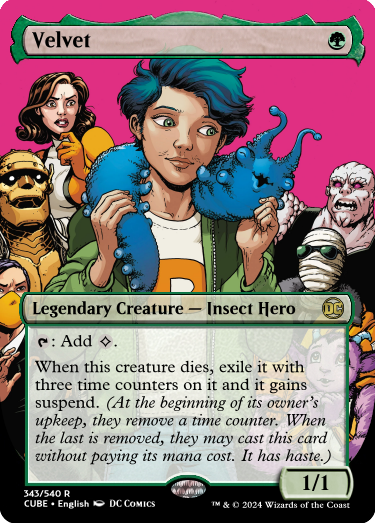 Velvet
Legendary Creature — Insect Hero
DC
: Add .
When this creature dies, exile it with
three time counters on it and it gains
suspend. (At the beginning of its owner's
upkeep, they remove a time counter. When
the last is removed, they may cast this card
without paying its mana cost. It has haste.)
1/1
343/540 R
CUBE • English DC COMICS
™ & © 2024 Wizards of the Coast